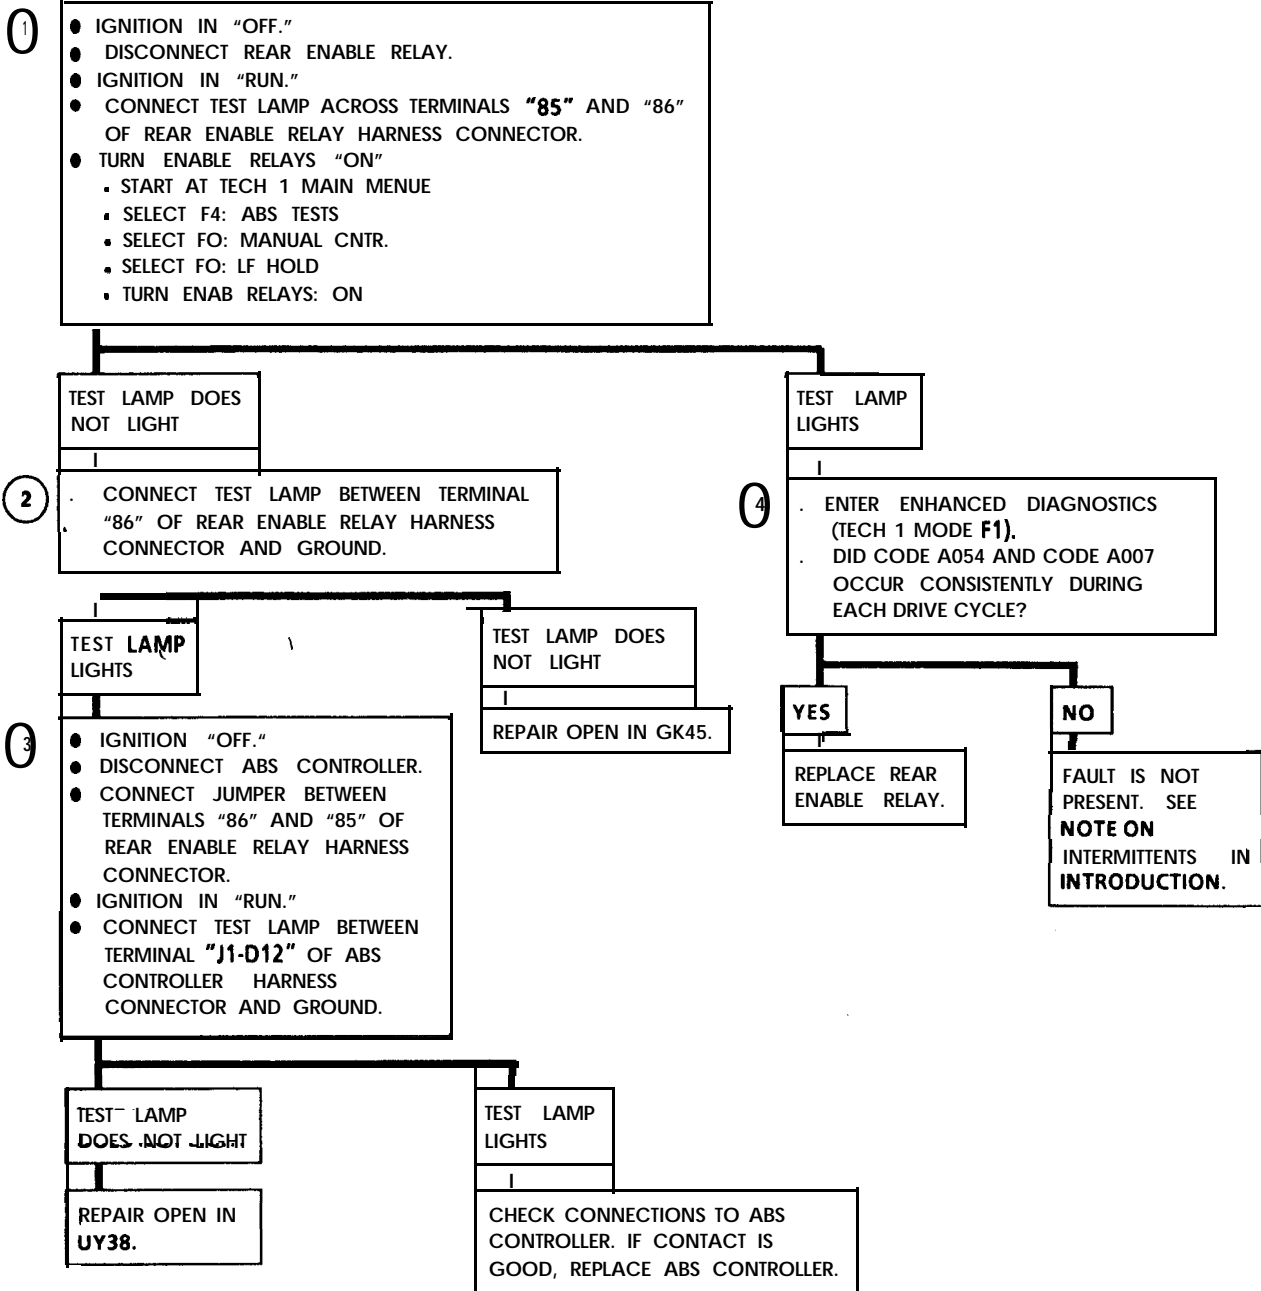 1
● IGNITION IN “OFF.”
● DISCONNECT REAR ENABLE RELAY.
● IGNITION IN “RUN.”
● CONNECT TEST LAMP ACROSS TERMINALS "85" AND “86”
OF REAR ENABLE RELAY HARNESS CONNECTOR.
● TURN ENABLE RELAYS “ON”
▪ START AT TECH 1 MAIN MENUE
▪ SELECT F4: ABS TESTS
▪ SELECT FO: MANUAL CNTR.
▪ SELECT FO: LF HOLD
▪ TURN ENAB RELAYS: ON
TEST LAMP DOES
NOT LIGHT
TEST LAMP
LIGHTS
2
. CONNECT TEST LAMP BETWEEN TERMINAL
“86” OF REAR ENABLE RELAY HARNESS
CONNECTOR AND GROUND.
4
. ENTER ENHANCED DIAGNOSTICS
(TECH 1 MODE F1).
. DID CODE A054 AND CODE A007
OCCUR CONSISTENTLY DURING
EACH DRIVE CYCLE?
TEST LAMP
LIGHTS
TEST LAMP DOES
NOT LIGHT
REPAIR OPEN IN GK45.
YES
NO
REPLACE REAR
ENABLE RELAY.
FAULT IS NOT
PRESENT. SEE
NOTE ON
INTERMITTENTS IN
INTRODUCTION.
3
● IGNITION “OFF.“
● DISCONNECT ABS CONTROLLER.
● CONNECT JUMPER BETWEEN
TERMINALS “86” AND “85” OF
REAR ENABLE RELAY HARNESS
CONNECTOR.
● IGNITION IN “RUN.”
● CONNECT TEST LAMP BETWEEN
TERMINAL "J1-D12" OF ABS
CONTROLLER HARNESS
CONNECTOR AND GROUND.
TEST LAMP
DOES NOT LIGHT
TEST LAMP
LIGHTS
REPAIR OPEN IN
UY38.
CHECK CONNECTIONS TO ABS
CONTROLLER. IF CONTACT IS
GOOD, REPLACE ABS CONTROLLER.